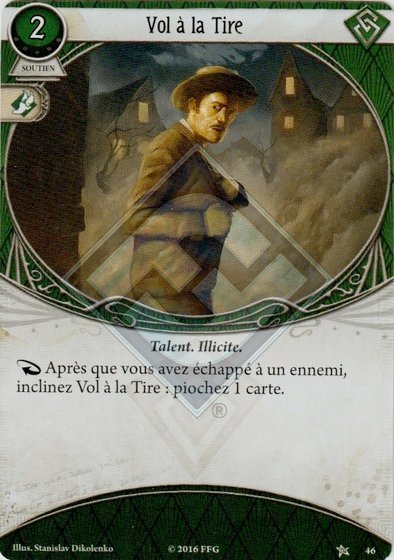 2
Vol à la Tire
SOUTIEN
Talent. Illicite.
Après que vous avez échappé à un ennemi,
inclinez Vol à la Tire : piochez 1 carte.
®
Illus. Stanislav Dikolenko
© 2016 FFG
46